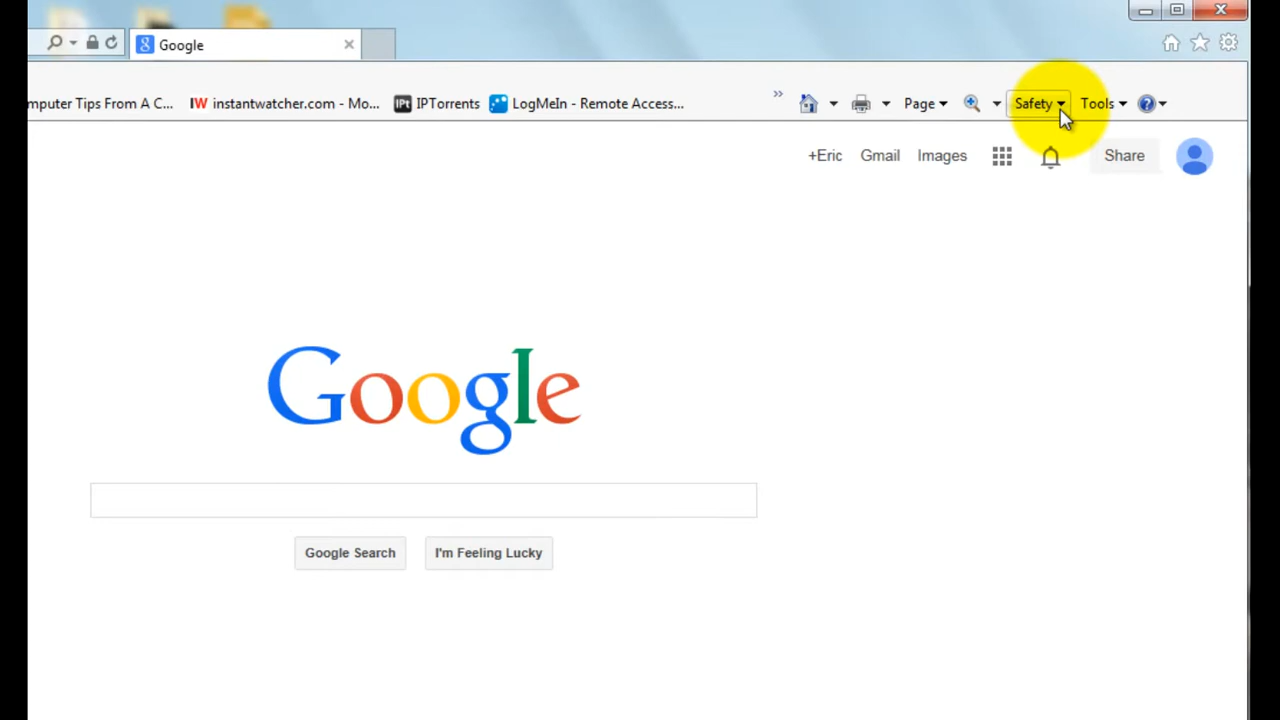 Google
mputer Tips From A C... IW instantwatcher.com - Mo... IPt IPTorrents LogMeIn - Remote Access... » Page Safety Tools
+Eric Gmail Images Share
Google
Google Search I'm Feeling Lucky